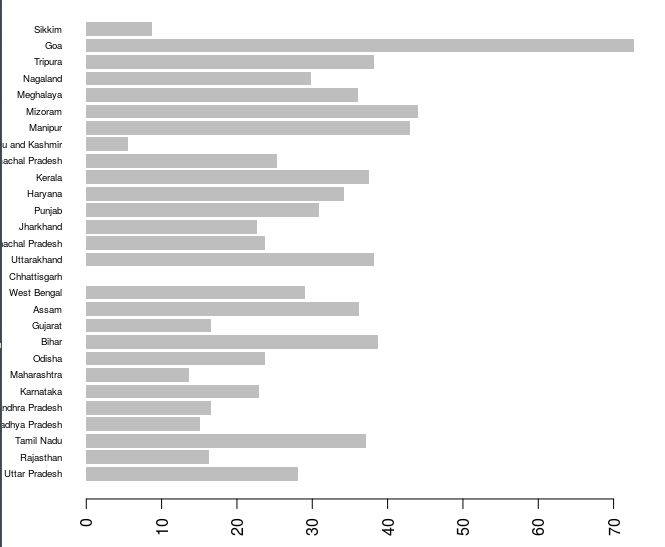 Sikkim
Goa
Tripura
Nagaland
Meghalaya
Mizoram
Manipur
u and Kashmir
achal Pradesh
Kerala
Haryana
Punjab
Jharkhand
achal Pradesh
Uttarakhand
Chhattisgarh
West Bengal
Assam
Gujarat
Bihar
Odisha
Maharashtra
Karnataka
ndhra Pradesh
adhya Pradesh
Tamil Nadu
Rajasthan
Uttar Pradesh
0 10 20 30 40 50 60 70